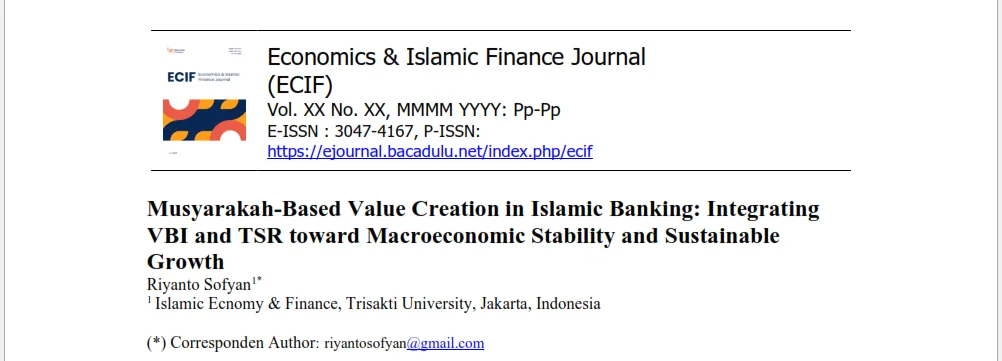 ECIF Economics & Islamic
Finance Journal
Economics & Islamic Finance Journal
(ECIF)
Vol. XX No. XX, MMMM YYYY: Pp-Pp
E-ISSN : 3047-4167, P-ISSN:
https://ejournal.bacadulu.net/index.php/ecif
Musyarakah-Based Value Creation in Islamic Banking: Integrating
VBI and TSR toward Macroeconomic Stability and Sustainable
Growth
Riyanto Sofyan1*
1 Islamic Ecnomy & Finance, Trisakti University, Jakarta, Indonesia
(*) Corresponden Author: riyantosofyan@gmail.com